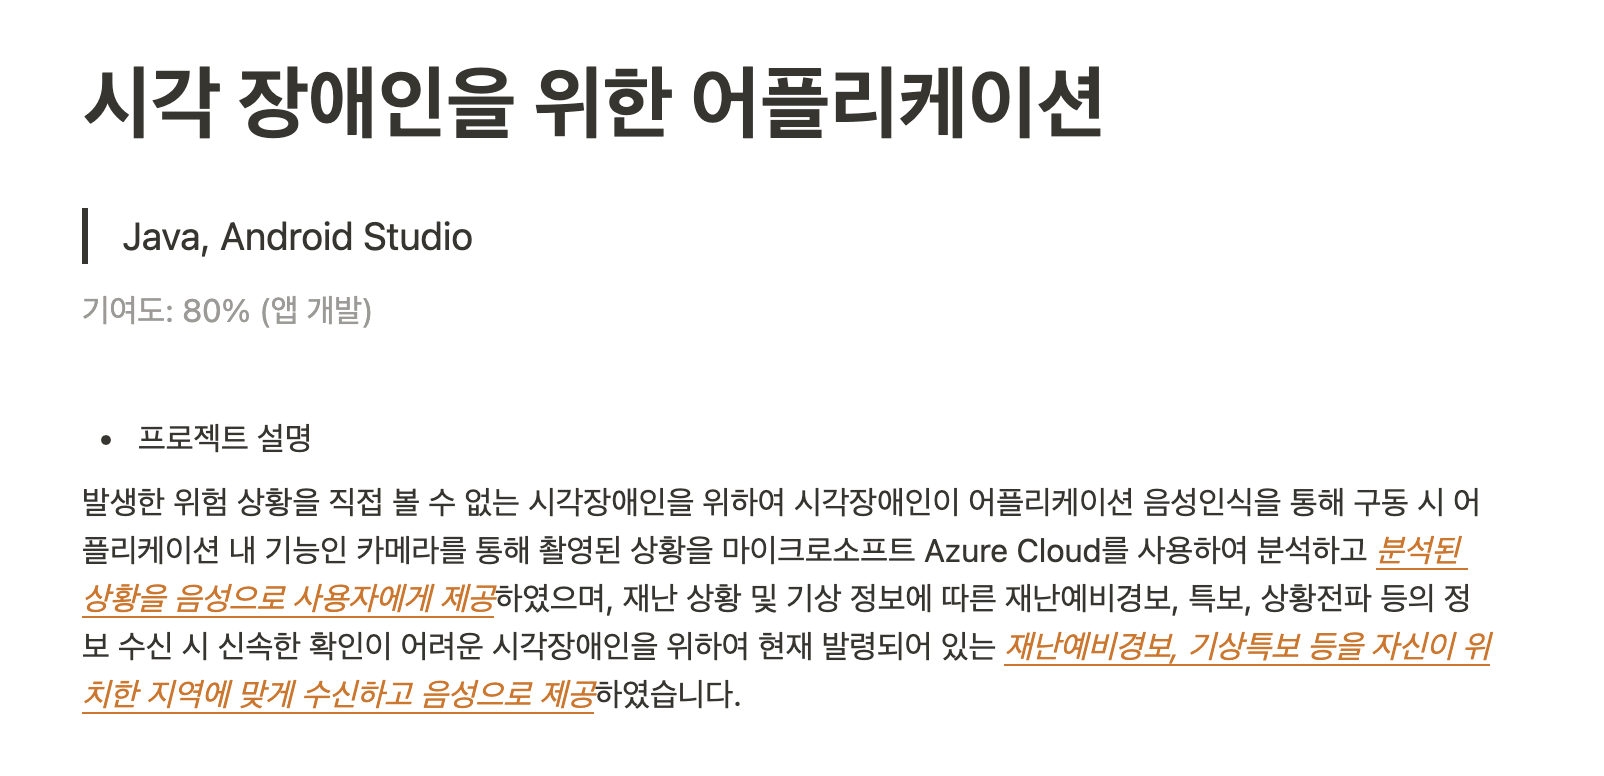 시각 장애인을 위한 어플리케이션
Java, Android Studio
기여도: 80% (앱 개발)
• 프로젝트 설명
발생한 위험 상황을 직접 볼 수 없는 시각장애인을 위하여 시각장애인이 어플리케이션 음성인식을 통해 구동 시 어
플리케이션 내 기능인 카메라를 통해 촬영된 상황을 마이크로소프트 Azure Cloud를 사용하여 분석하고 분석된
상황을 음성으로 사용자에게 제공하였으며, 재난 상황 및 기상 정보에 따른 재난예비경보, 특보, 상황전파 등의 정
보 수신 시 신속한 확인이 어려운 시각장애인을 위하여 현재 발령되어 있는 재난예비경보, 기상특보 등을 자신이 위
치한 지역에 맞게 수신하고 음성으로 제공하였습니다.